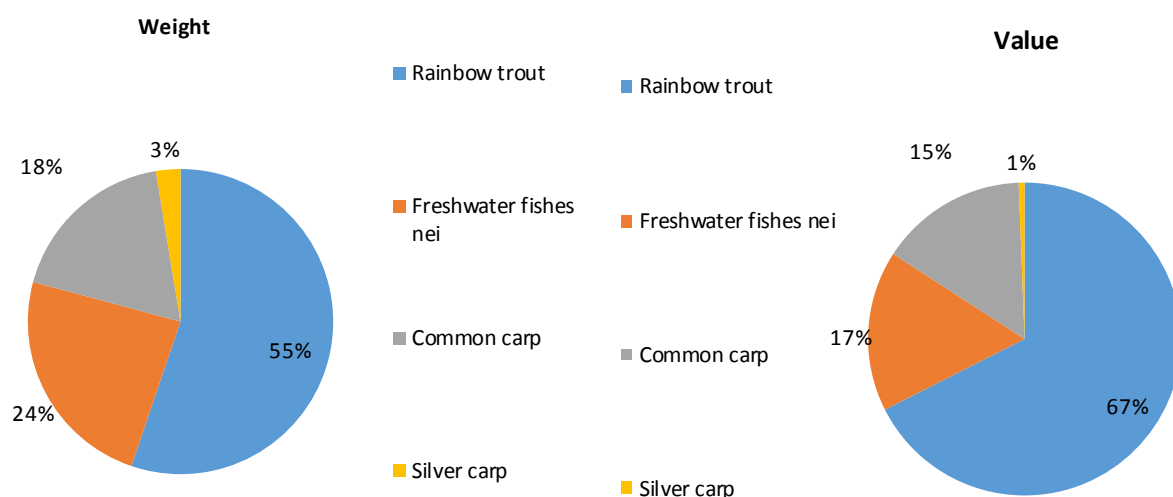 Weight
Rainbow trout
Freshwater fishes
nei
Common carp
Silver carp
3%
18%
55%
24%
Value
Rainbow trout
Freshwater fishes nei
Common carp
Silver carp
15%
1%
17%
67%